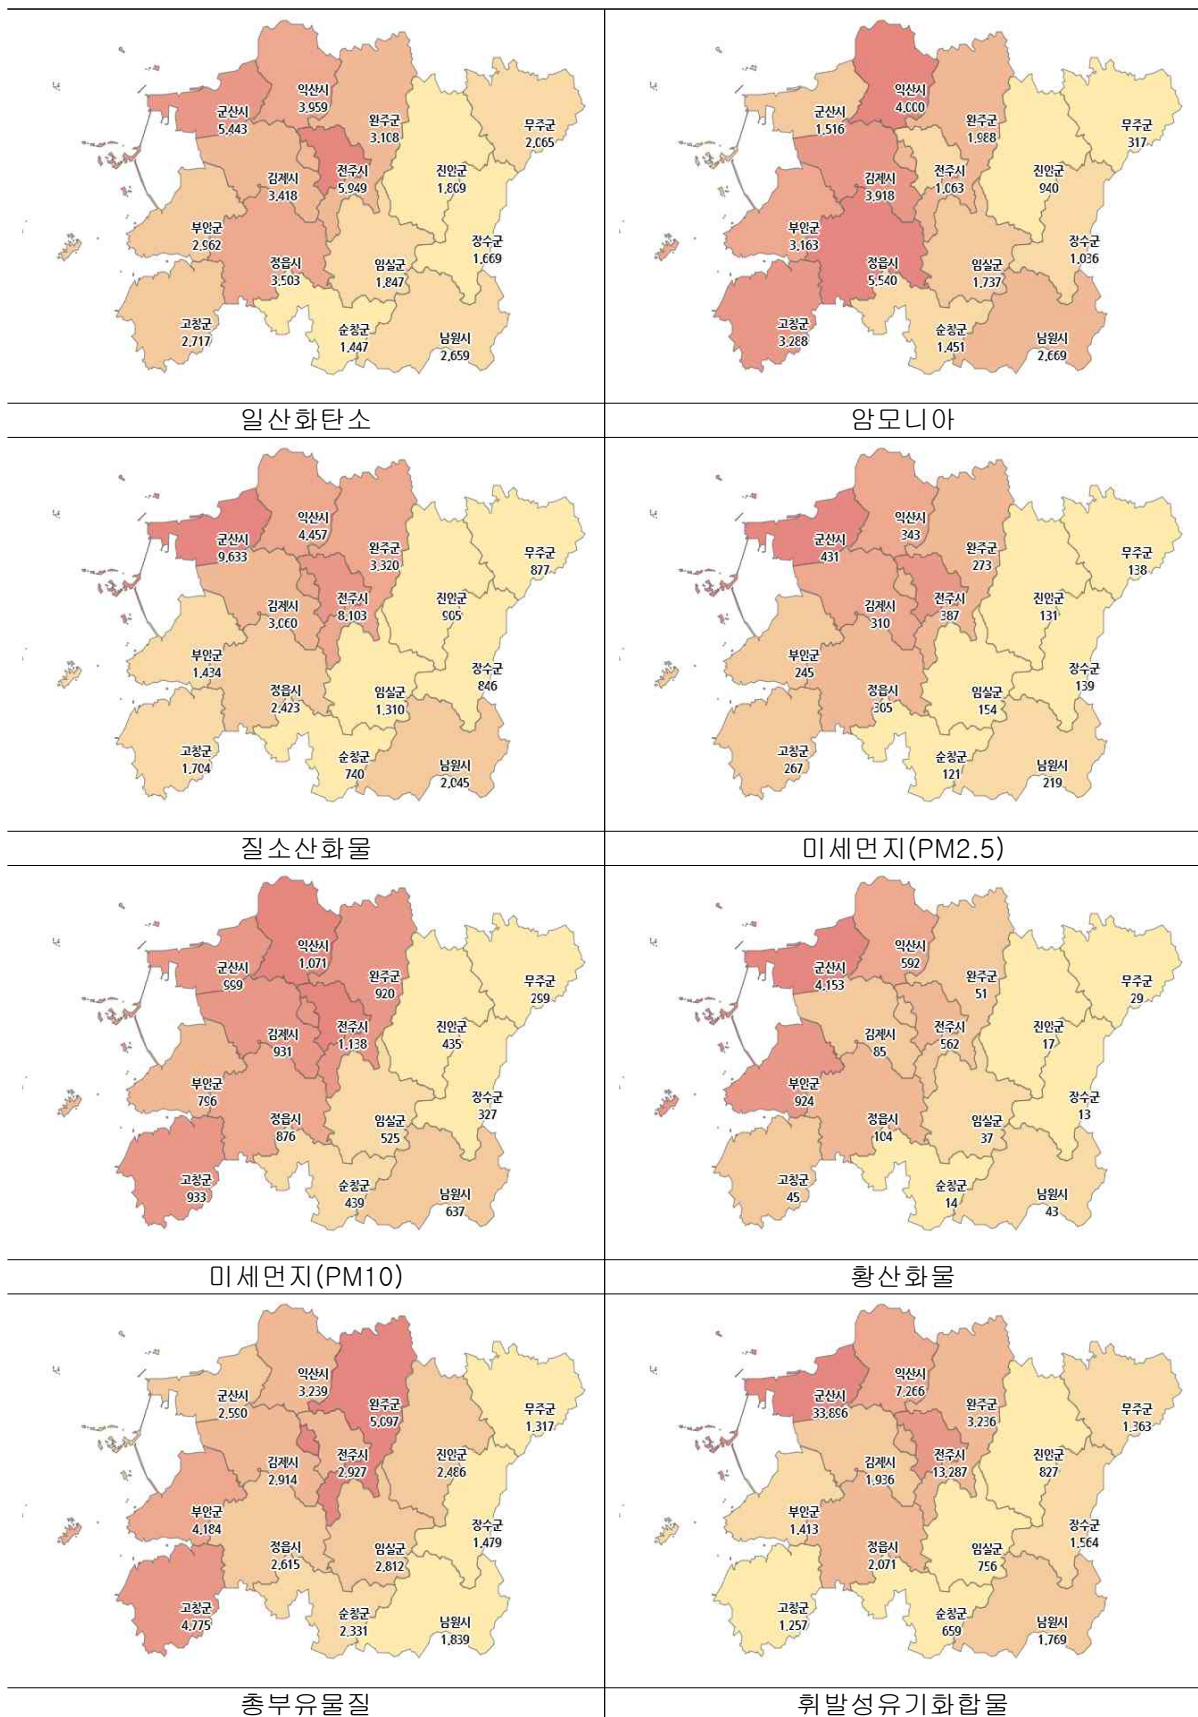 익산시
3,959
군산시
5,443
완주군
3,108
무주군
2,065
전주시
5,949
진안군
1,809
김제시
3,418
부안군
2,962
장수군
1,669
정읍시
3,503
임실군
1,847
고창군
2,717
순창군
1,447
남원시
2,659
일산화탄소
익산시
4,000
군산시
1,516
완주군
1,988
무주군
317
전주시
1,063
진안군
940
김제시
3,918
부안군
3,163
장수군
1,036
정읍시
5,540
임실군
1,737
고창군
3,288
순창군
1,451
남원시
2,669
암모니아
익산시
4,457
군산시
9,633
완주군
3,320
무주군
877
전주시
8,103
진안군
905
김제시
3,060
부안군
1,434
장수군
846
정읍시
2,423
임실군
1,310
고창군
1,704
순창군
740
남원시
2,045
질소산화물
익산시
343
군산시
431
완주군
273
무주군
138
전주시
387
진안군
131
김제시
310
부안군
245
장수군
139
정읍시
305
임실군
154
고창군
267
순창군
121
남원시
219
미세먼지(PM2.5)
익산시
1,071
군산시
999
완주군
920
무주군
299
전주시
1,138
진안군
435
김제시
931
부안군
796
장수군
327
정읍시
876
임실군
525
고창군
933
순창군
439
남원시
637
미세먼지(PM10)
익산시
592
군산시
4,153
완주군
51
무주군
29
전주시
562
진안군
17
김제시
85
부안군
924
장수군
13
정읍시
104
임실군
37
고창군
45
순창군
14
남원시
43
황산화물
익산시
3,239
군산시
2,590
완주군
5,097
무주군
1,317
전주시
2,927
진안군
2,486
김제시
2,914
부안군
4,184
장수군
1,479
정읍시
2,615
임실군
2,812
고창군
4,775
순창군
2,331
남원시
1,839
총부유물질
익산시
7,266
군산시
33,896
완주군
3,236
무주군
1,363
전주시
13,287
진안군
827
김제시
1,936
부안군
1,413
장수군
1,564
정읍시
2,071
임실군
756
고창군
1,257
순창군
659
남원시
1,769
휘발성유기화합물